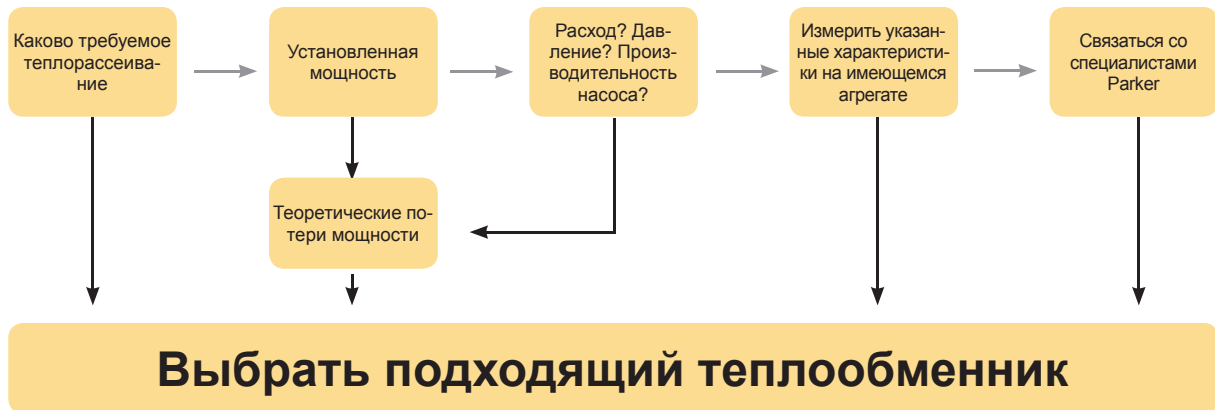 Каково требуемое
теплорассеива-
ние
Установленная
мощность
Расход? Дав-
ление? Произ-
водительность
насоса?
Измерить указан-
ные характеристи-
ки на имеющемся
агрегате
Связаться со
специалистами
Parker
Теоретические по-
тери мощности
Выбрать подходящий теплообменник